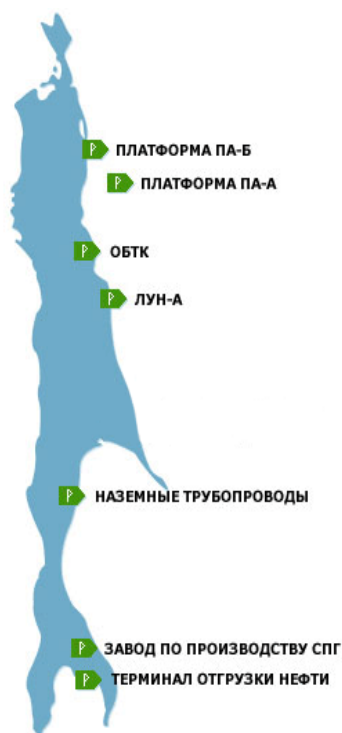 ПЛАТФОРМА ПА-Б
ПЛАТФОРМА ПА-А
ОБТК
ЛУН-А
НАЗЕМНЫЕ ТРУБОПРОВОДЫ
ЗАВОД ПО ПРОИЗВОДСТВУ СПГ
ТЕРМИНАЛ ОТГРУЗКИ НЕФТИ